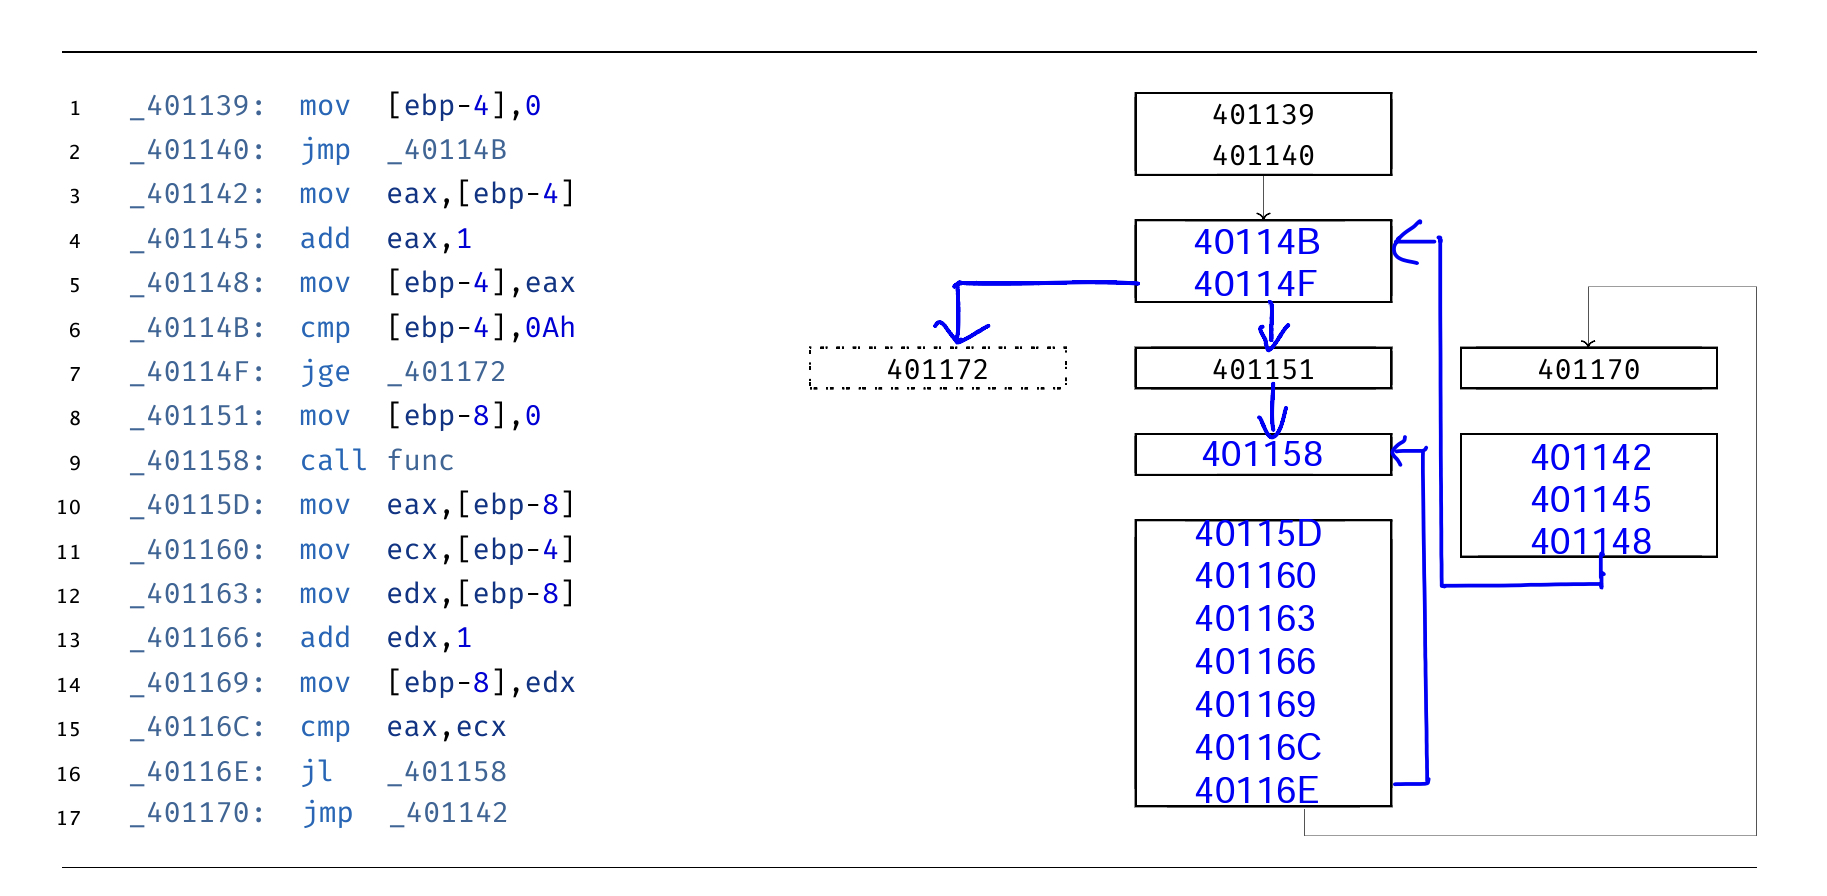 1 _401139: mov [ebp-4],0
2 _401140: jmp _40114B
3 _401142: mov eax,[ebp-4]
4 _401145: add eax,1
5 _401148: mov [ebp-4],eax
6 _40114B: cmp [ebp-4],0Ah
7 _40114F: jge _401172
8 _401151: mov [ebp-8],0
9 _401158: call func
10 _40115D: mov eax,[ebp-8]
11 _401160: mov ecx,[ebp-4]
12 _401163: mov edx,[ebp-8]
13 _401166: add edx,1
14 _401169: mov [ebp-8],edx
15 _40116C: cmp eax,ecx
16 _40116E: jl _401158
17 _401170: jmp _401142
401139
401140
40114B
40114F
401172
401151
401170
401158
401142
401145
401148
40115D
401160
401163
401166
401169
40116C
40116E